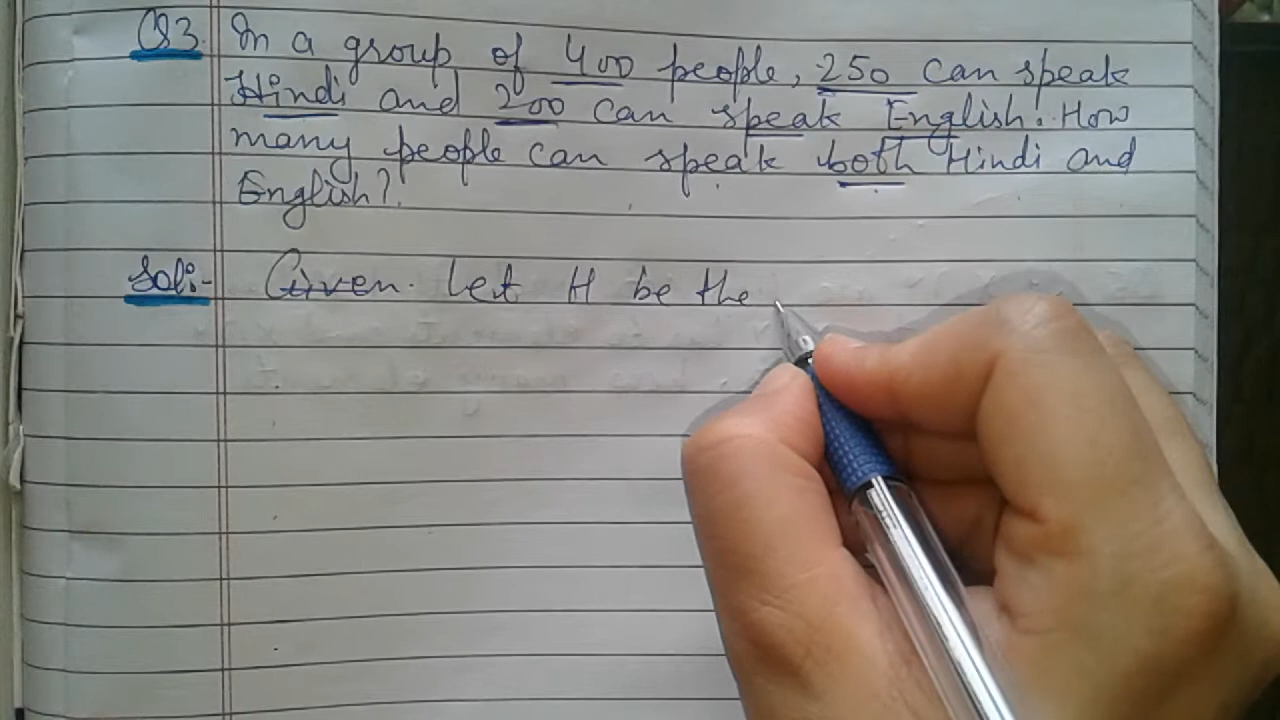 Q3. In a group of 400 people, 250 can speak
Hindi and 200 can speak English. How
many people can speak both Hindi and
English?
Sol:- Given. Let H be the